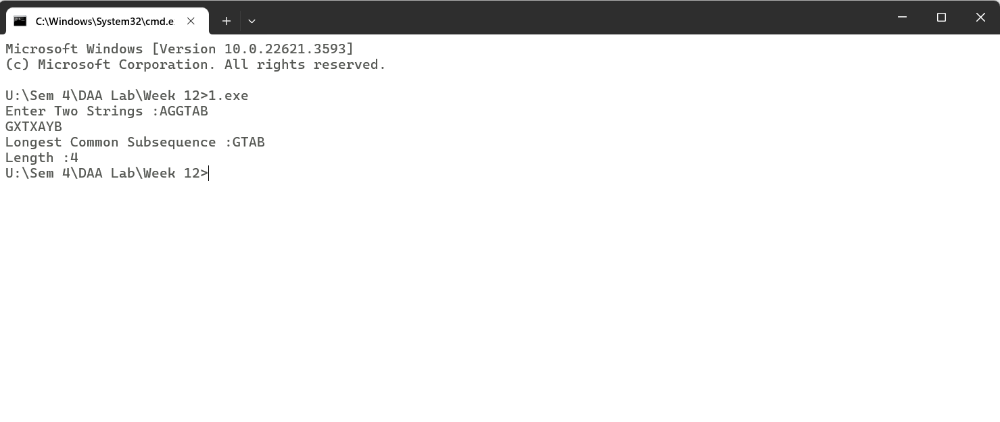 C:\Windows\System32\cmd.e
Microsoft Windows [Version 10.0.22621.3593]
(c) Microsoft Corporation. All rights reserved.
U:\Sem 4\DAA Lab\Week 12>1.exe
Enter Two Strings :AGGTAB
GXTXAYB
Longest Common Subsequence :GTAB
Length :4
U:\Sem 4\DAA Lab\Week 12>